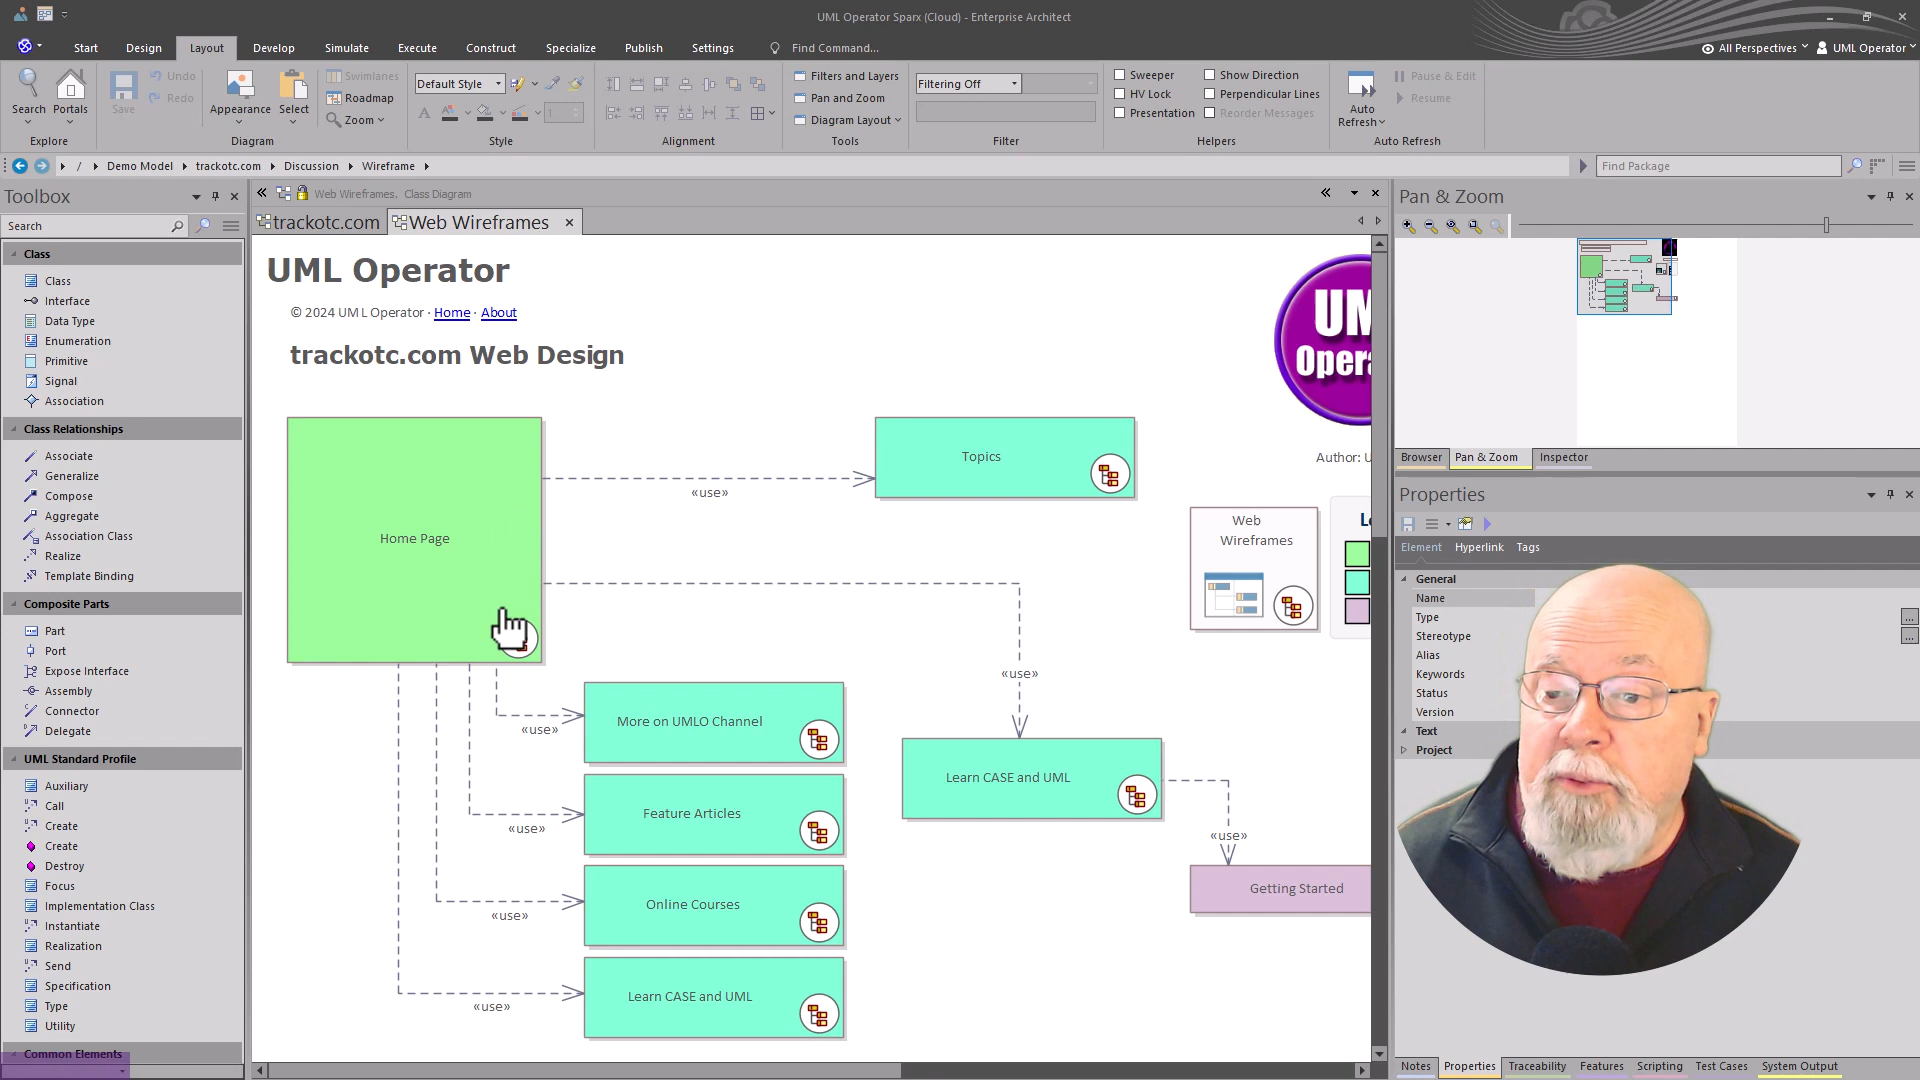 UML Operator Sparx (Cloud) - Enterprise Architect
Start Design Layout Develop Simulate Execute Construct Specialize Publish Settings Find Command... All Perspectives UML Operator
Search Portals Save Undo Redo Appearance Select Swimlanes Roadmap Zoom
Default Style 1
Filters and Layers
Pan and Zoom
Diagram Layout
Filtering Off
Sweeper Show Direction
HV Lock Perpendicular Lines
Presentation Reorder Messages
Auto Refresh
Pause & Edit
Resume
Explore Diagram Style Alignment Tools Filter Helpers Auto Refresh
/ Demo Model trackotc.com Discussion Wireframe Find Package
Toolbox
Search
Class
Class
Interface
Data Type
Enumeration
Primitive
Signal
Association
Class Relationships
Associate
Generalize
Compose
Aggregate
Association Class
Realize
Template Binding
Composite Parts
Part
Port
Expose Interface
Assembly
Connector
Delegate
UML Standard Profile
Auxiliary
Call
Create
Create
Destroy
Focus
Implementation Class
Instantiate
Realization
Send
Specification
Type
Utility
Common Elements
Web Wireframes. Class Diagram
trackotc.com Web Wireframes
UML Operator
© 2024 UML Operator · Home · About
trackotc.com Web Design
UM
Opera
Author: U
Home Page
«use»
Topics
«use»
Web
Wireframes
«use»
More on UMLO Channel
«use»
Feature Articles
«use»
Online Courses
«use»
Learn CASE and UML
Learn CASE and UML
«use»
Getting Started
Pan & Zoom
Browser Pan & Zoom Inspector
Properties
Element Hyperlink Tags
General
Name
Type
Stereotype
Alias
Keywords
Status
Version
Text
Project
Notes Properties Traceability Features Scripting Test Cases System Output